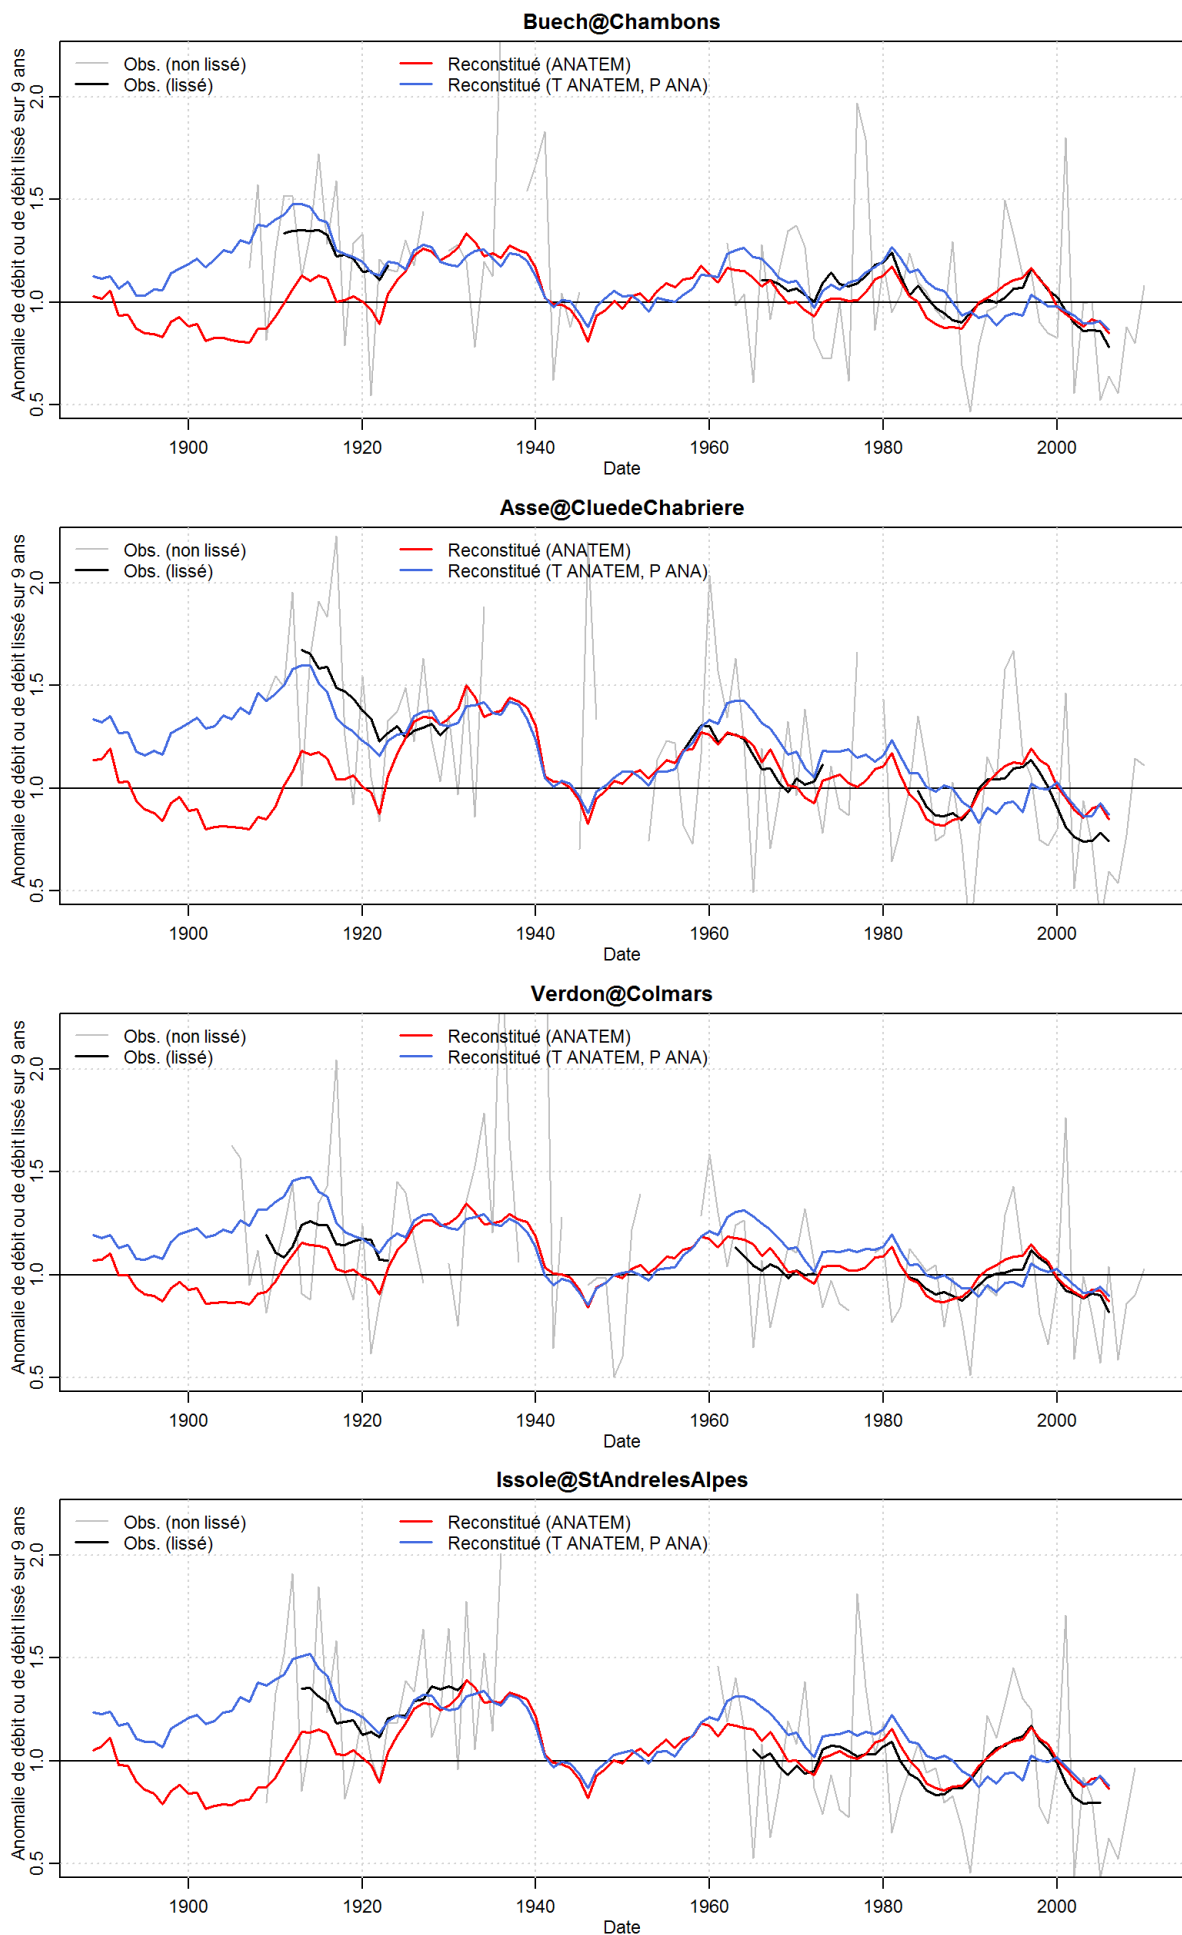 Buech@Chambons
Anomalie de débit ou de débit lissé sur 9 ans
Obs. (non lissé)
Obs. (lissé)
Reconstitué (ANATEM)
Reconstitué (T ANATEM, P ANA)
2.0
1.5
1.0
0.5
1900 1920 1940 1960 1980 2000
Date
Asse@CluedeChabriere
Anomalie de débit ou de débit lissé sur 9 ans
Obs. (non lissé)
Obs. (lissé)
Reconstitué (ANATEM)
Reconstitué (T ANATEM, P ANA)
2.0
1.5
1.0
0.5
1900 1920 1940 1960 1980 2000
Date
Verdon@Colmars
Anomalie de débit ou de débit lissé sur 9 ans
Obs. (non lissé)
Obs. (lissé)
Reconstitué (ANATEM)
Reconstitué (T ANATEM, P ANA)
2.0
1.5
1.0
0.5
1900 1920 1940 1960 1980 2000
Date
Issole@StAndrelesAlpes
Anomalie de débit ou de débit lissé sur 9 ans
Obs. (non lissé)
Obs. (lissé)
Reconstitué (ANATEM)
Reconstitué (T ANATEM, P ANA)
2.0
1.5
1.0
0.5
1900 1920 1940 1960 1980 2000
Date